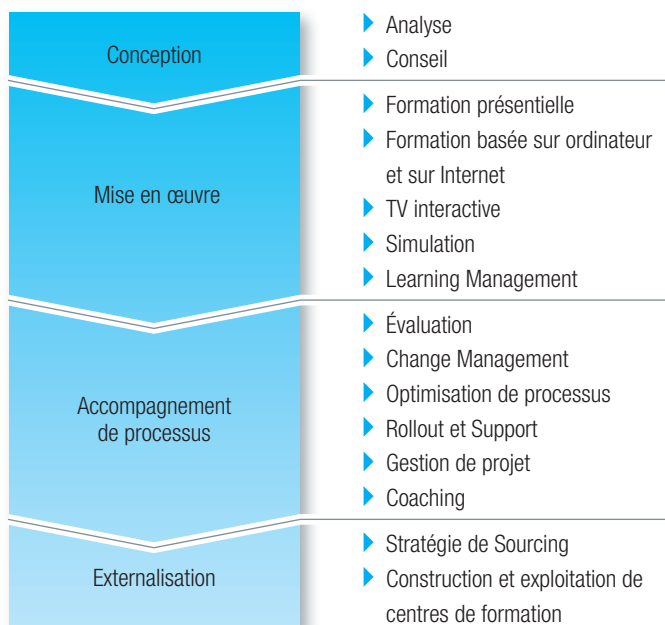 Conception
Analyse
Conseil
Mise en œuvre
Formation présentielle
Formation basée sur ordinateur
et sur Internet
TV interactive
Simulation
Learning Management
Accompagnement
de processus
Évaluation
Change Management
Optimisation de processus
Rollout et Support
Gestion de projet
Coaching
Externalisation
Stratégie de Sourcing
Construction et exploitation de
centres de formation